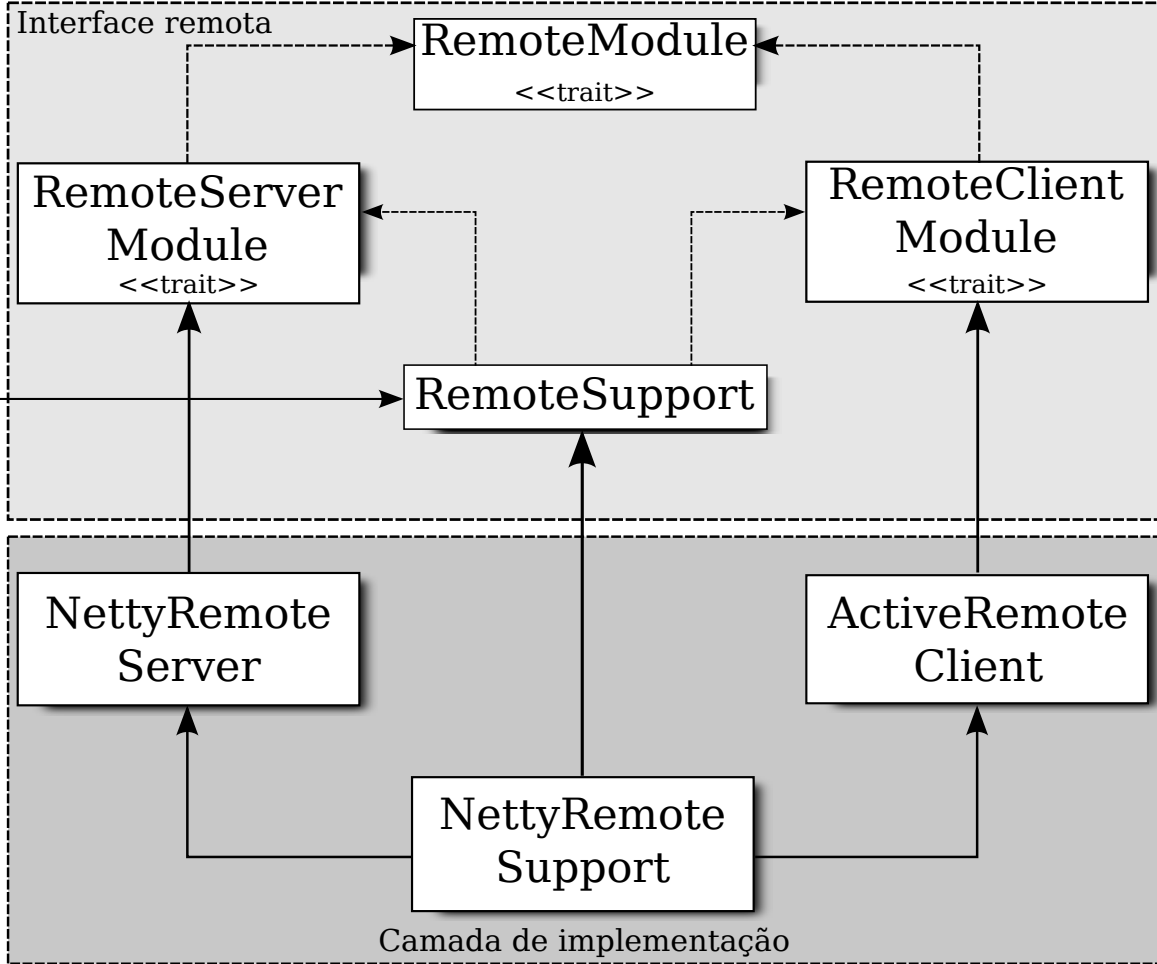 Interface remota
RemoteModule
<<trait>>
RemoteServer
Module
<<trait>>
RemoteClient
Module
<<trait>>
RemoteSupport
NettyRemote
Server
ActiveRemote
Client
NettyRemote
Support
Camada de implementação